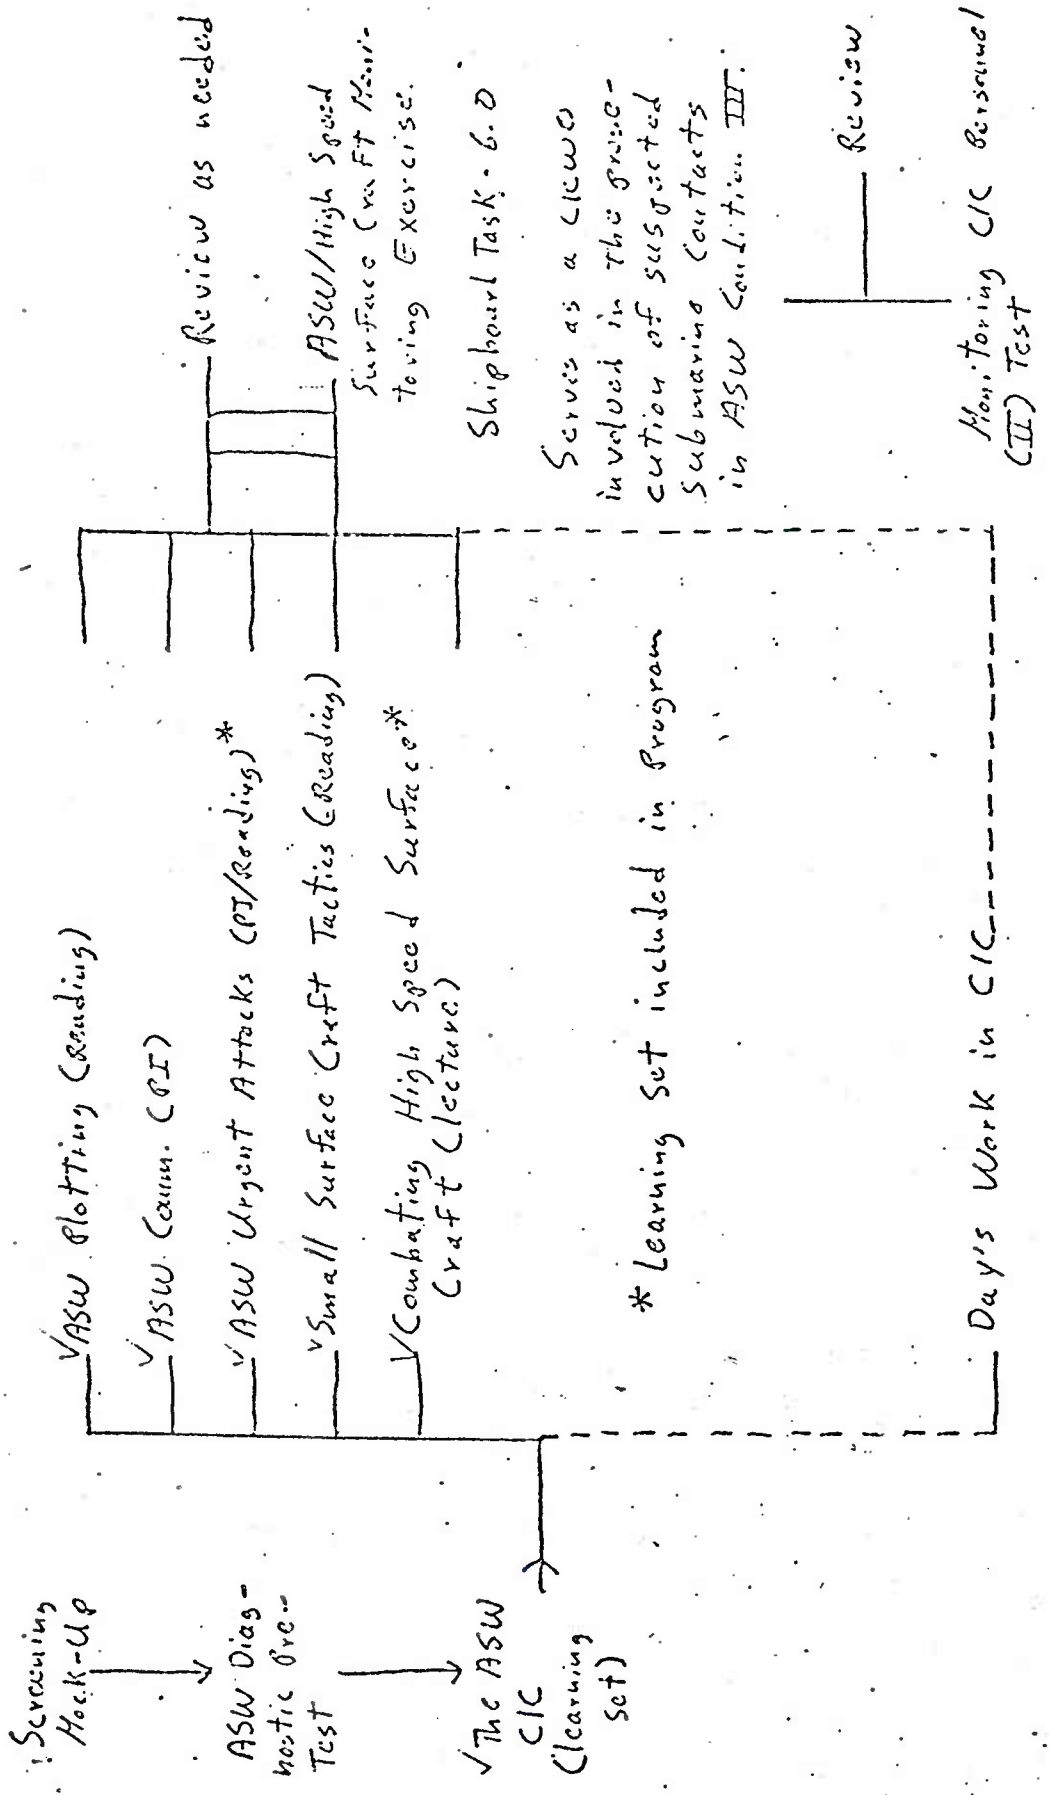 Screening
Mock-Up
ASW Diag-
nostic Pre-
Test
√ The ASW
CIC
(learning
Set)
√ASW Plotting (Reading)
√ ASW Comm. (PI)
√ ASW Urgent Attacks (PI/Reading)*
√ Small Surface Craft Tactics (Reading)
√ Combating High Speed Surface*
Craft (lecture)
* Learning Set included in Program
Day's Work in CIC
Review as needed
ASW/High Speed
Surface Craft Moni-
toring Exercise.
Shipboard Task - 6.0
Serves as a CICWO
involved in the prose-
cution of suspected
Submarine Contacts
in ASW Condition III.
Review
Monitoring CIC Personnel
(II) Test